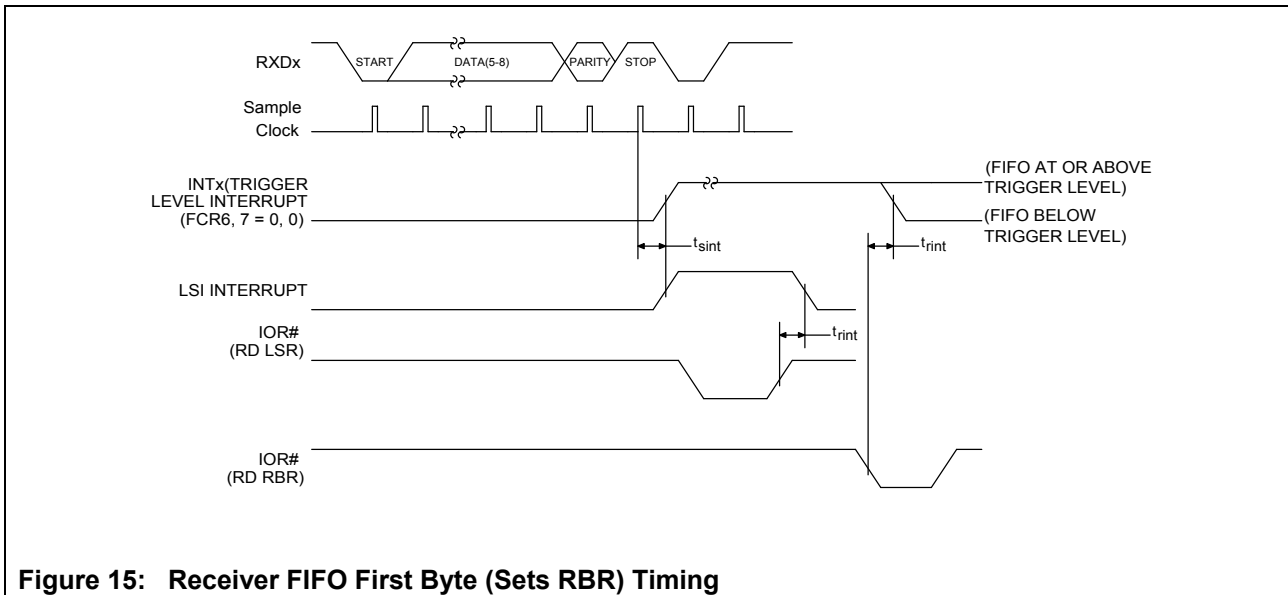 RXDx
START
DATA(5-8)
PARITY
STOP
Sample
Clock
INTx(TRIGGER
LEVEL INTERRUPT
(FCR6, 7 = 0, 0)
(FIFO AT OR ABOVE
TRIGGER LEVEL)
(FIFO BELOW
TRIGGER LEVEL)
tsint
trint
LSI INTERRUPT
IOR#
(RD LSR)
trint
IOR#
(RD RBR)
Figure 15: Receiver FIFO First Byte (Sets RBR) Timing